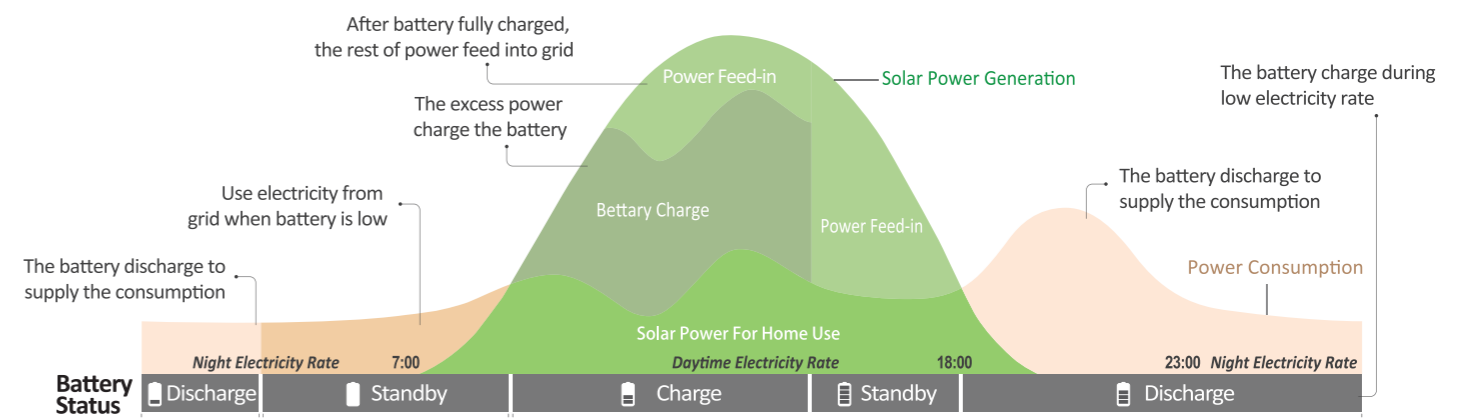 After battery fully charged,
the rest of power feed into grid
Power Feed-in
Solar Power Generation
The battery charge during
low electricity rate
The excess power
charge the battery
Use electricity from
grid when battery is low
Bettary Charge
Power Feed-in
The battery discharge to
supply the consumption
The battery discharge to
supply the consumption
Power Consumption
Solar Power For Home Use
Night Electricity Rate 7:00 Daytime Electricity Rate 18:00 23:00 Night Electricity Rate
Battery
Status
Discharge Standby Charge Standby Discharge